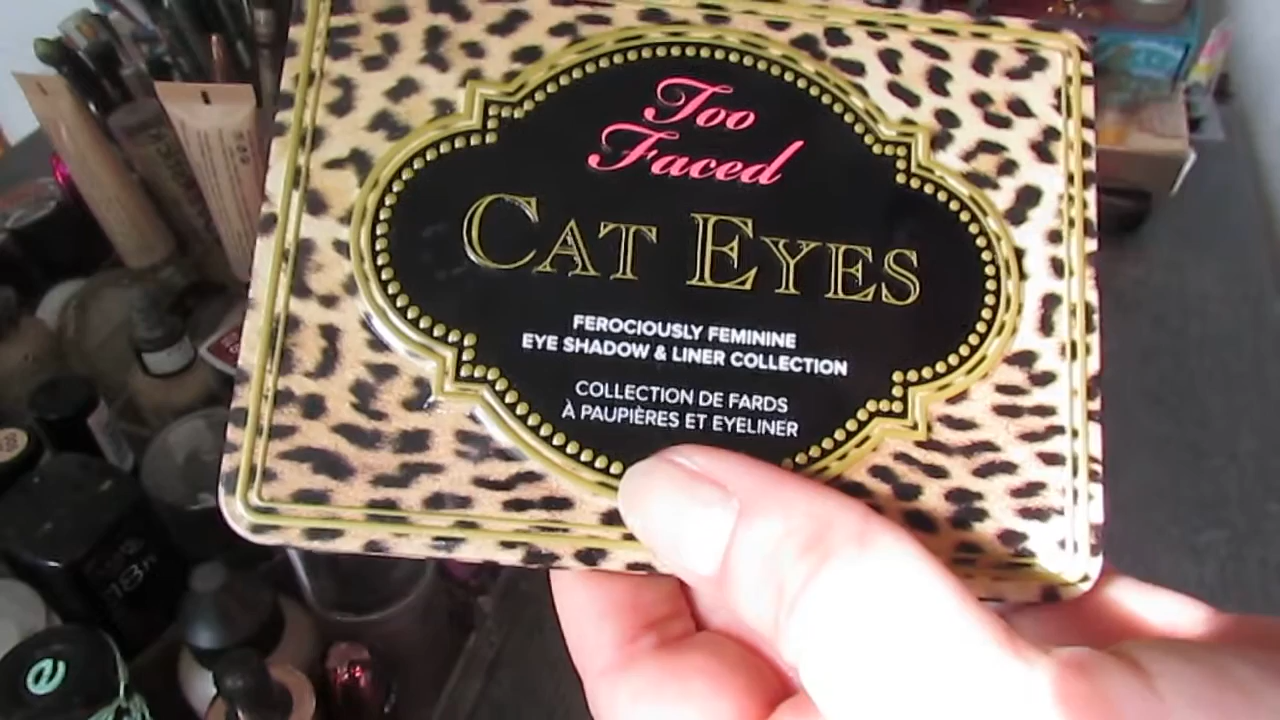 Too
Faced
CAT EYES
FEROCIOUSLY FEMININE
EYE SHADOW & LINER COLLECTION
COLLECTION DE FARDS
À PAUPIÈRES ET EYELINER